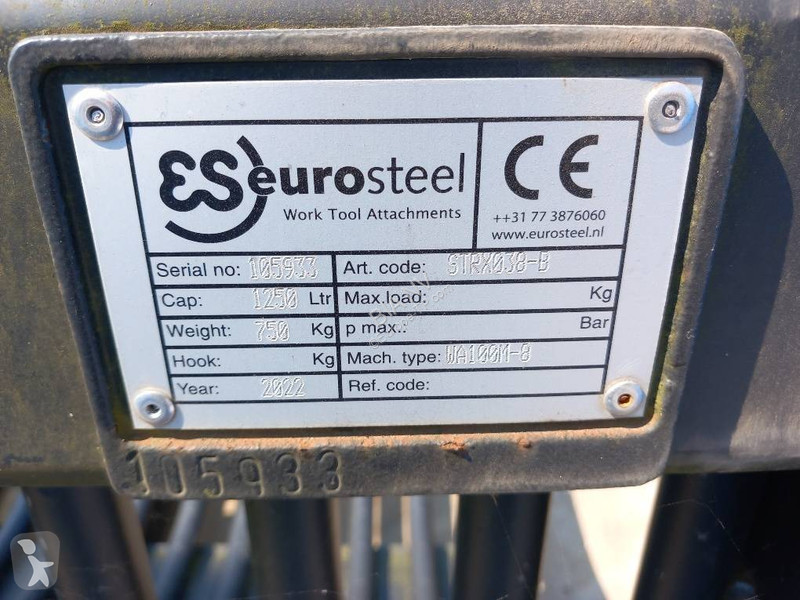 ES eurosteel
Work Tool Attachments
CE
++31 77 3876060
www.eurosteel.nl
Serial no: 105933
Art. code: STRX038-B
Cap: 1250 Ltr
Max.load: Kg
Weight: 750 Kg
p max.: Bar
Hook: Kg
Mach. type: WA100M-8
Year: 2022
Ref. code:
105933